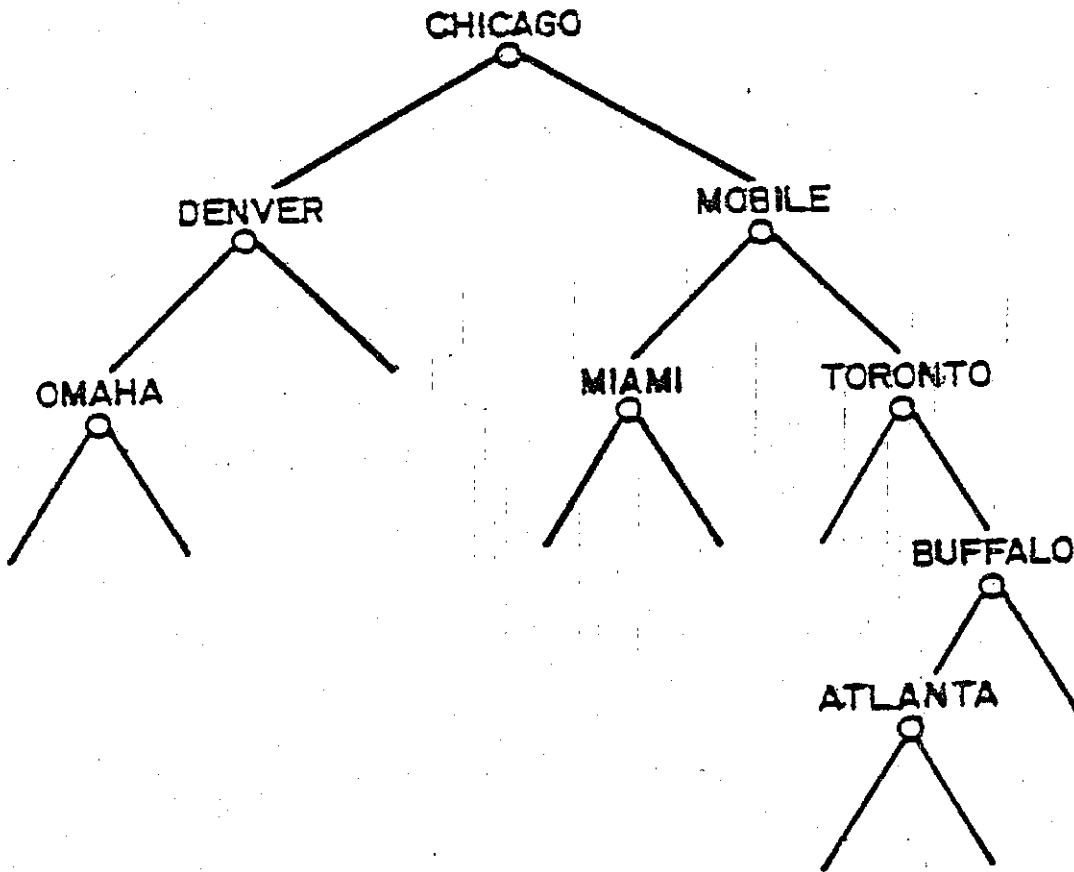 CHICAGO
DENVER
MOBILE
OMAHA
MIAMI
TORONTO
BUFFALO
ATLANTA